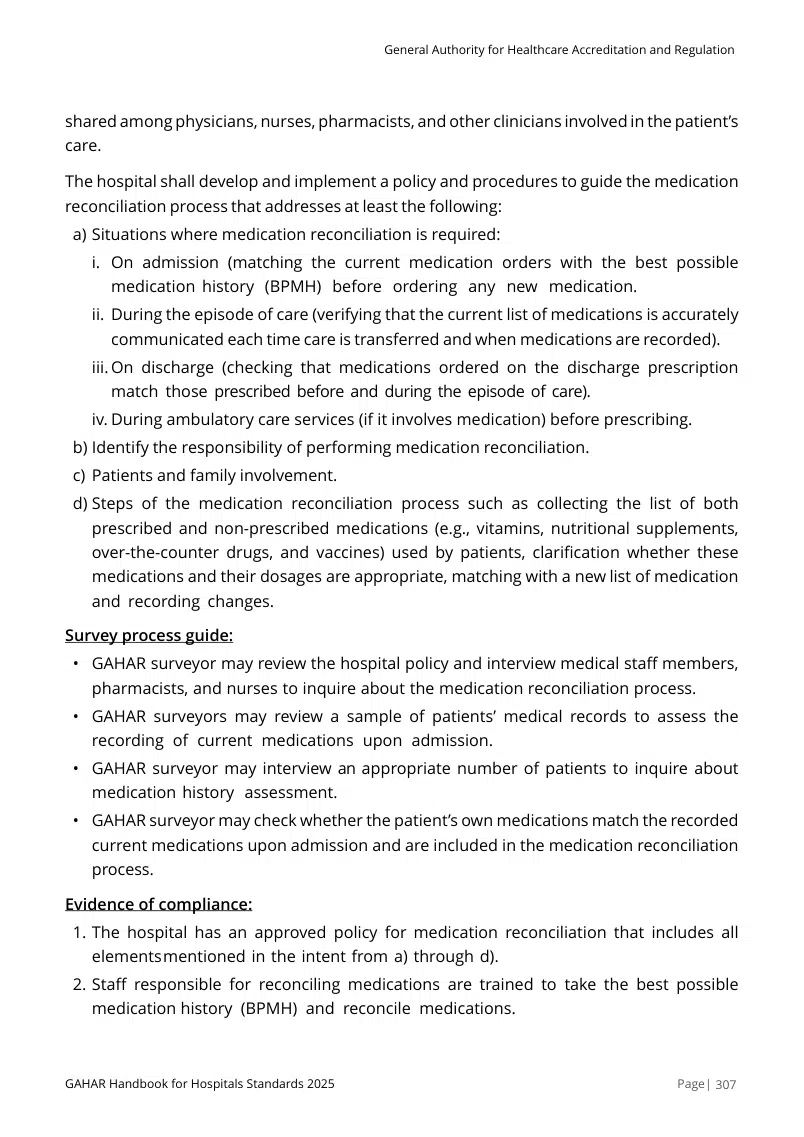 General Authority for Healthcare Accreditation and Regulation
shared among physicians, nurses, pharmacists, and other clinicians involved in the patient's
care.
The hospital shall develop and implement a policy and procedures to guide the medication
reconciliation process that addresses at least the following:
a) Situations where medication reconciliation is required:
i. On admission (matching the current medication orders with the best possible
medication history (BPMH) before ordering any new medication.
ii. During the episode of care (verifying that the current list of medications is accurately
communicated each time care is transferred and when medications are recorded).
iii. On discharge (checking that medications ordered on the discharge prescription
match those prescribed before and during the episode of care).
iv. During ambulatory care services (if it involves medication) before prescribing.
b) Identify the responsibility of performing medication reconciliation.
c) Patients and family involvement.
d) Steps of the medication reconciliation process such as collecting the list of both
prescribed and non-prescribed medications (e.g., vitamins, nutritional supplements,
over-the-counter drugs, and vaccines) used by patients, clarification whether these
medications and their dosages are appropriate, matching with a new list of medication
and recording changes.
Survey process guide:
• GAHAR surveyor may review the hospital policy and interview medical staff members,
pharmacists, and nurses to inquire about the medication reconciliation process.
• GAHAR surveyors may review a sample of patients' medical records to assess the
recording of current medications upon admission.
• GAHAR surveyor may interview an appropriate number of patients to inquire about
medication history assessment.
• GAHAR surveyor may check whether the patient's own medications match the recorded
current medications upon admission and are included in the medication reconciliation
process.
Evidence of compliance:
1. The hospital has an approved policy for medication reconciliation that includes all
elementsmentioned in the intent from a) through d).
2. Staff responsible for reconciling medications are trained to take the best possible
medication history (BPMH) and reconcile medications.
GAHAR Handbook for Hospitals Standards 2025
Page| 307